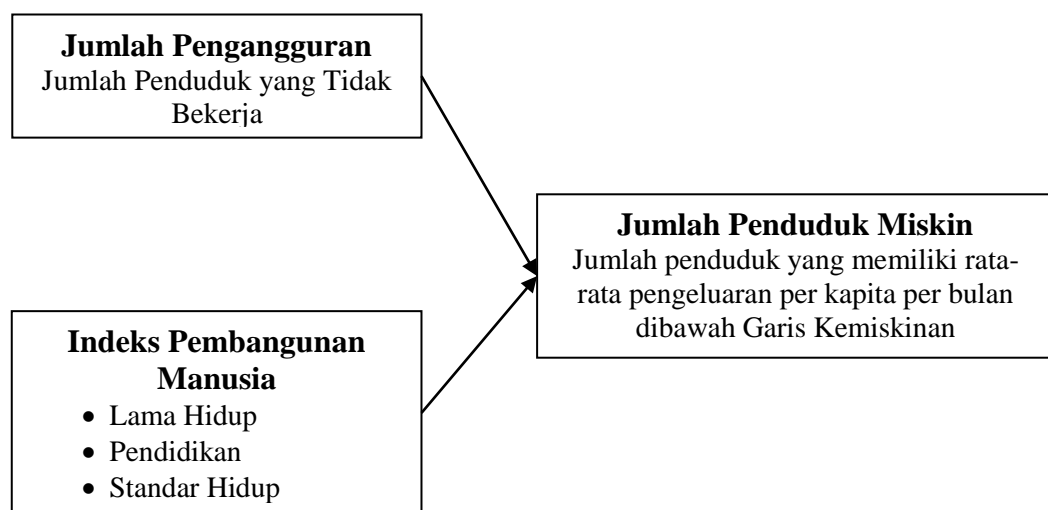 Jumlah Pengangguran
Jumlah Penduduk yang Tidak
Bekerja
Jumlah Penduduk Miskin
Jumlah penduduk yang memiliki rata-
rata pengeluaran per kapita per bulan
dibawah Garis Kemiskinan
Indeks Pembangunan
Manusia
• Lama Hidup
• Pendidikan
• Standar Hidup